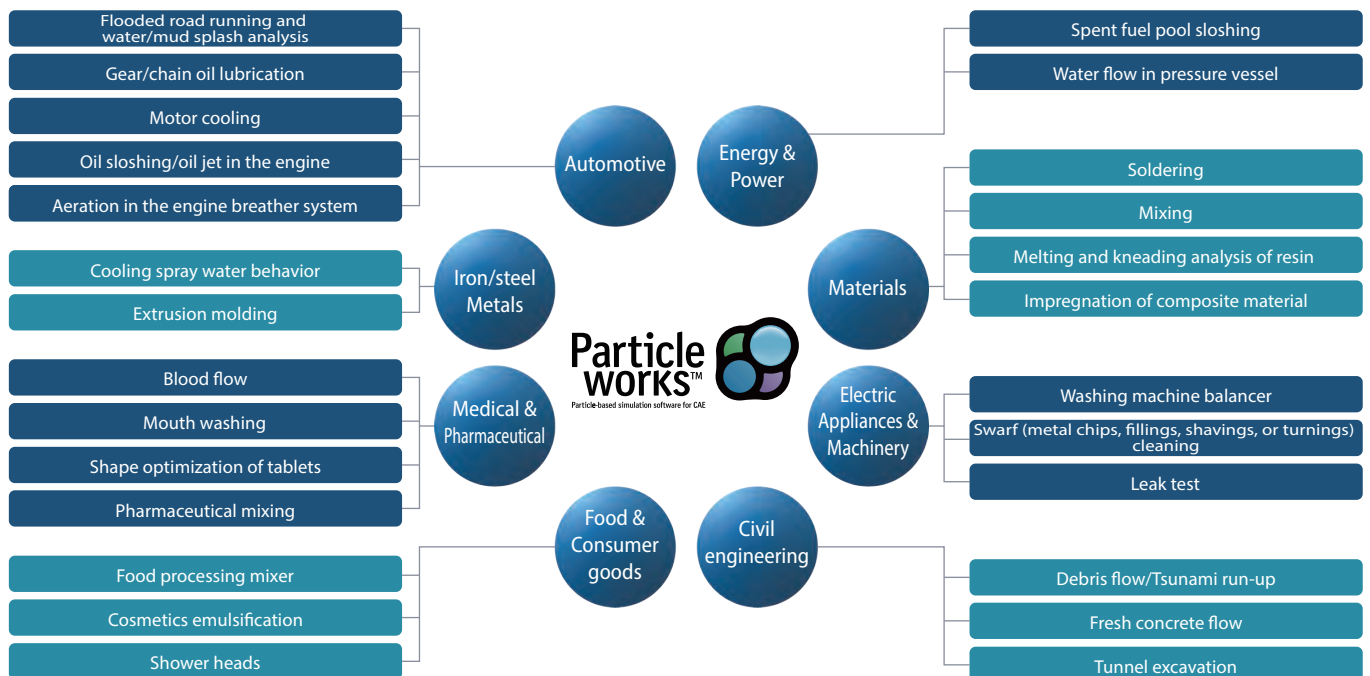 Flooded road running and
water/mud splash analysis
Gear/chain oil lubrication
Motor cooling
Oil sloshing/oil jet in the engine
Aeration in the engine breather system
Automotive
Cooling spray water behavior
Extrusion molding
Iron/steel
Metals
Blood flow
Mouth washing
Shape optimization of tablets
Pharmaceutical mixing
Medical &
Pharmaceutical
Food processing mixer
Cosmetics emulsification
Shower heads
Food &
Consumer
goods
Particle
works™
Particle-based simulation software for CAE
Energy &
Power
Spent fuel pool sloshing
Water flow in pressure vessel
Materials
Soldering
Mixing
Melting and kneading analysis of resin
Impregnation of composite material
Electric
Appliances &
Machinery
Washing machine balancer
Swarf (metal chips, fillings, shavings, or turnings)
cleaning
Leak test
Civil
engineering
Debris flow/Tsunami run-up
Fresh concrete flow
Tunnel excavation